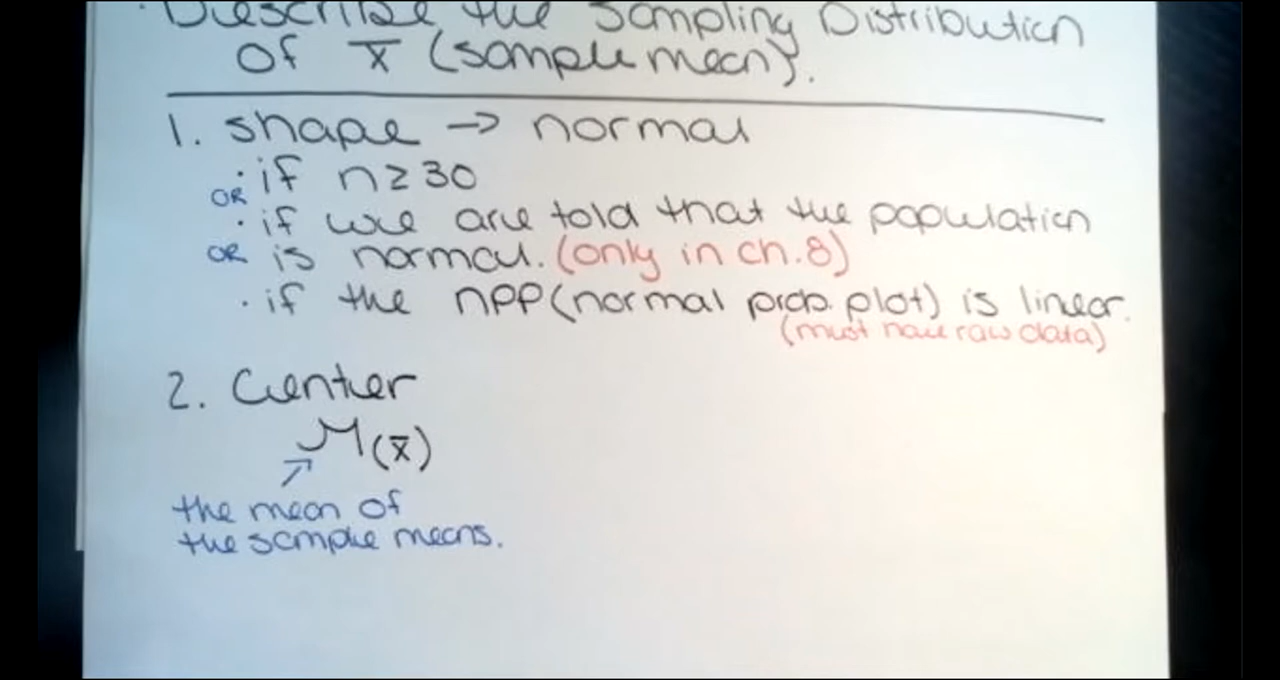 Describe the Sampling Distribution
of x̄ (sample mean).
1. shape → normal
· if n ≥ 30
OR
· if we are told that the population
OR is normal. (only in ch.8)
· if the npp (normal prob. plot) is linear.
(must have raw data)
2. Center
μ(x̄)
the mean of
the sample means.